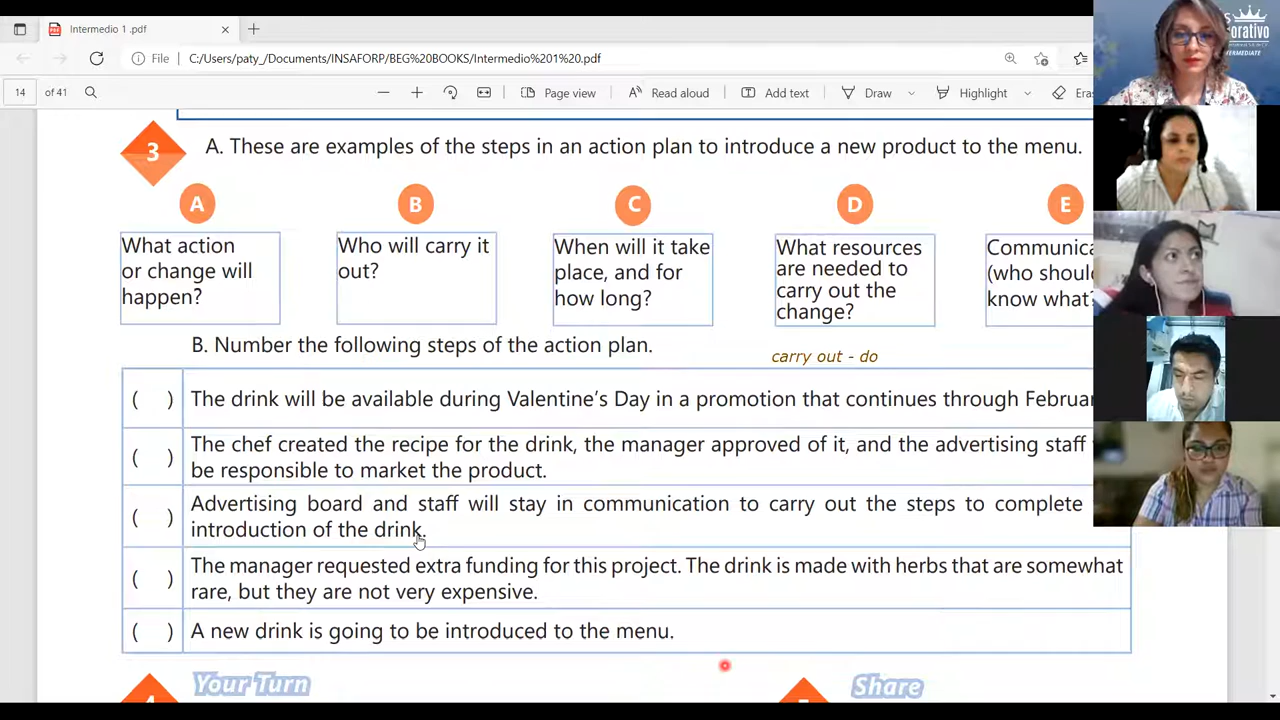 Intermedio 1 .pdf
File
C:/Users/paty_/Documents/INSAFORP/BEG%20BOOKS/Intermedio%201%20.pdf
14 of 41
Page view
Read aloud
Add text
Draw
Highlight
3
A. These are examples of the steps in an action plan to introduce a new product to the menu.
A B C D E
What action
or change will
happen?
Who will carry it
out?
When will it take
place, and for
how long?
What resources
are needed to
carry out the
change?
(who
know what?
B. Number the following steps of the action plan.
carry out - do
( ) The drink will be available during Valentine's Day in a promotion that continues through
( ) The chef created the recipe for the drink, the manager approved of it, and the advertising staff
be responsible to market the product.
( ) Advertising board and staff will stay in communication to carry out the steps to complete
introduction of the drink.
( ) The manager requested extra funding for this project. The drink is made with herbs that are somewhat
rare, but they are not very expensive.
( ) A new drink is going to be introduced to the menu.
4
Your Turn
Share